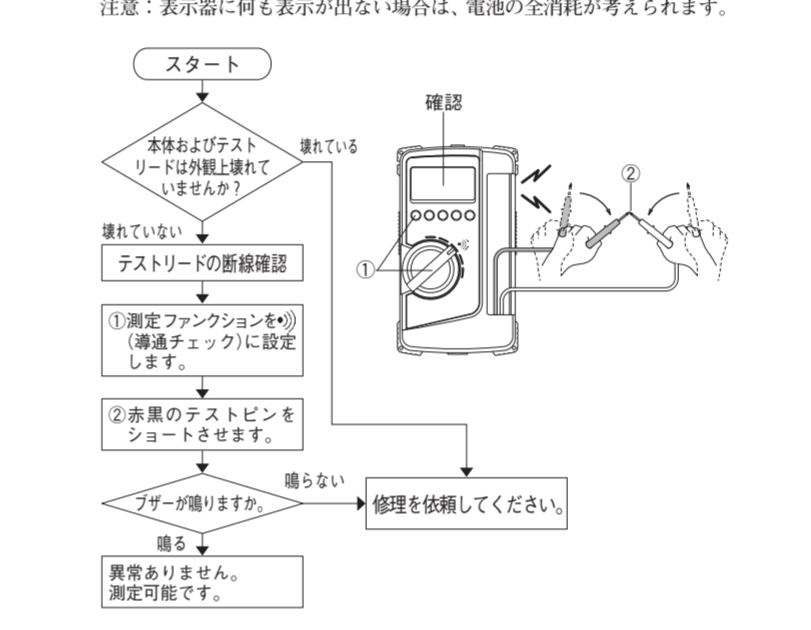 注意：表示器に何も表示が出ない場合は、電池の全消耗が考えられます。
スタート
本体およびテスト
リードは外観上壊れて
いませんか？
壊れている
壊れていない
テストリードの断線確認
①測定ファンクションを•)))
(導通チェック)に設定
します。
②赤黒のテストピンを
ショートさせます。
ブザーが鳴りますか。
鳴らない
修理を依頼してください。
鳴る
異常ありません。
測定可能です。
確認
①
②